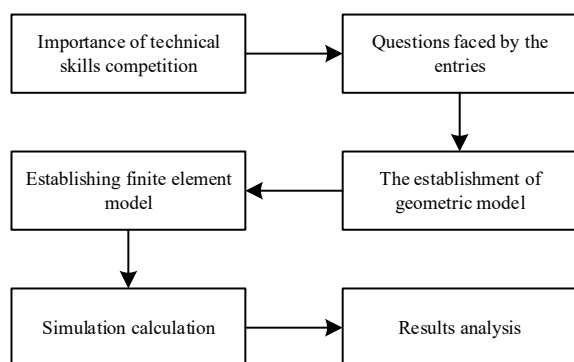 Importance of technical
skills competition
Questions faced by the
entries
The establishment of
geometric model
Establishing finite element
model
Simulation calculation
Results analysis